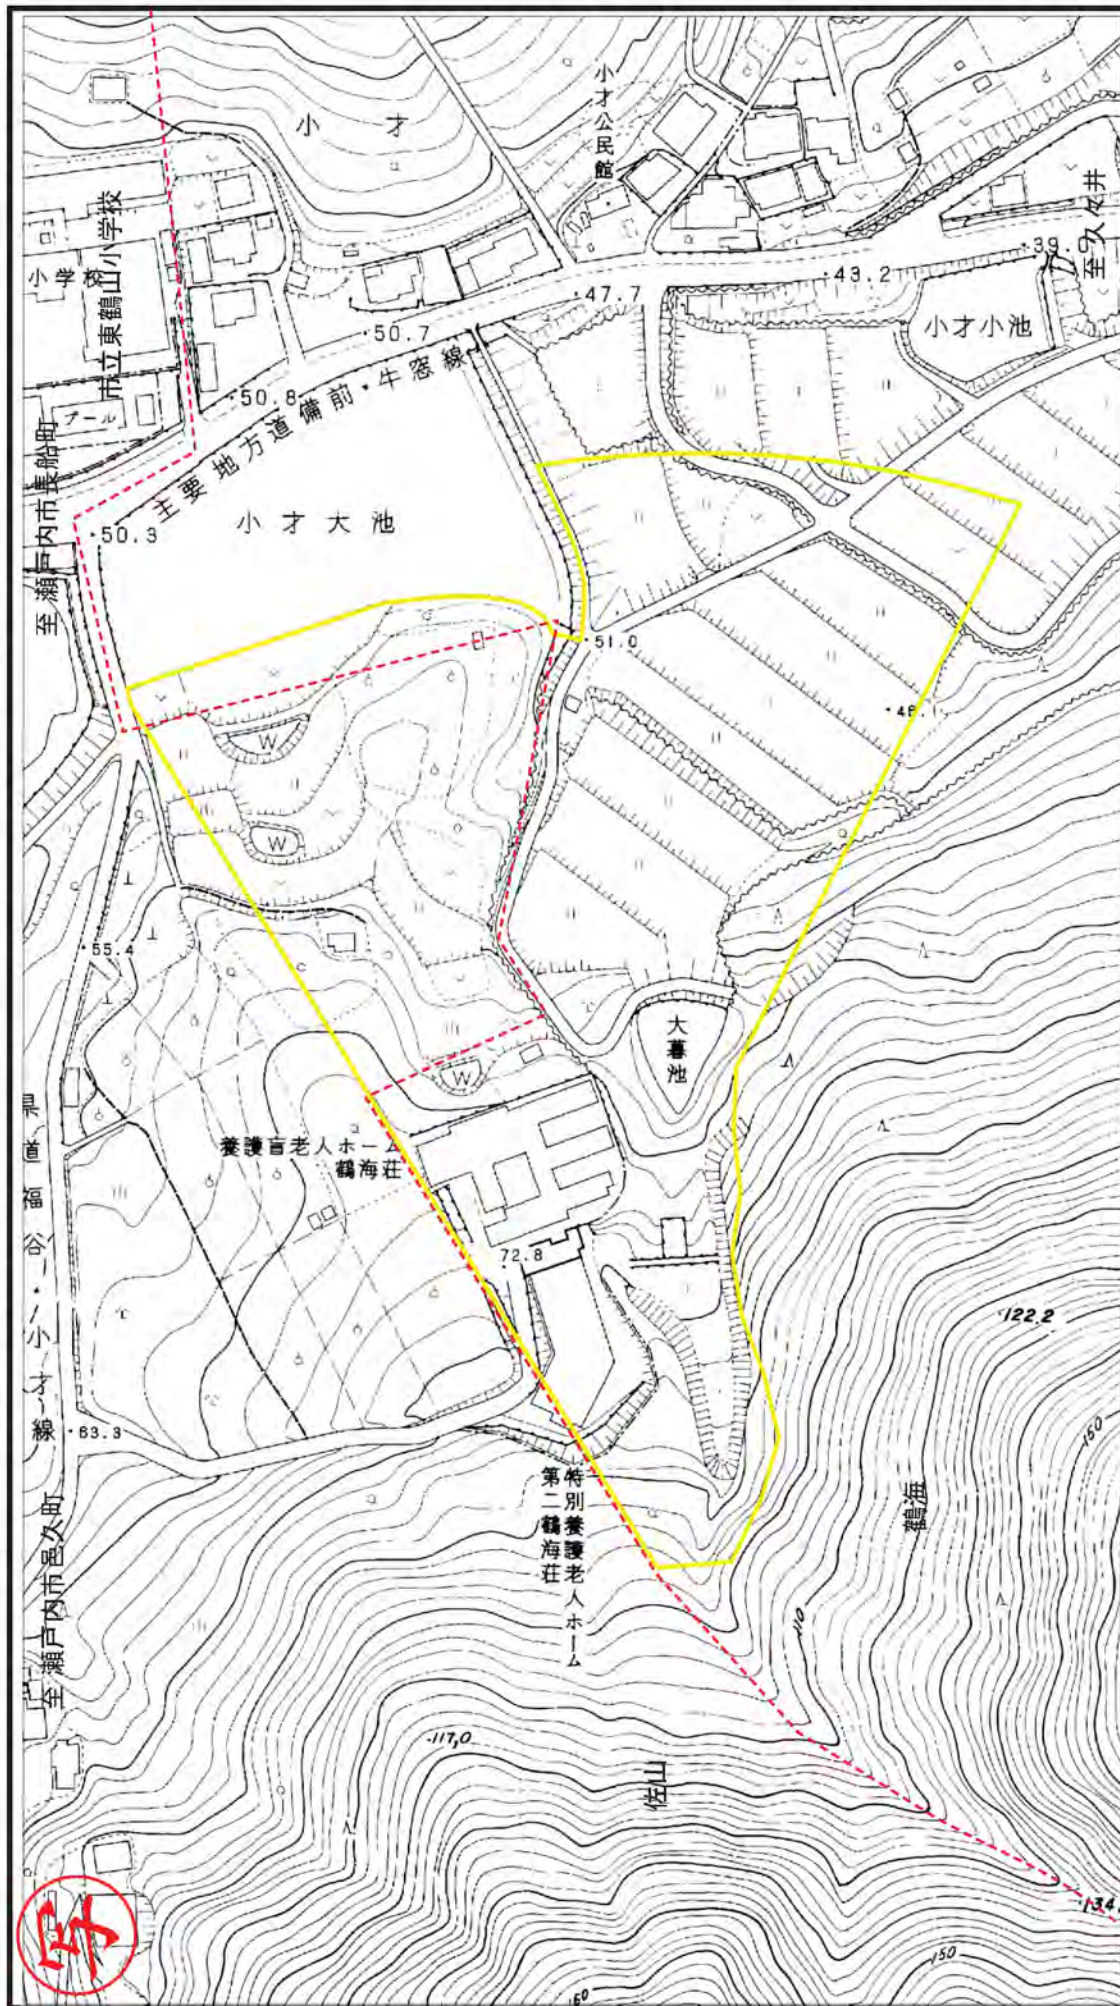 小才
小才公民館
市立東鶴山小学校
小学校
プール
至久々井
39.
43.2
47.7
50.7
50.8
50.3
小才小池
主要地方道備前・牛窓線
至瀬戸内市長船町
小才大池
51.0
W
W
55.4
大暮池
W
養護盲老人ホーム
鶴海荘
72.8
県道福谷・小才線
63.3
122.2
150
特別養護老人ホーム
第二鶴海荘
鶴海
至瀬戸内市邑久町
110
117.0
佐山
134
150
写